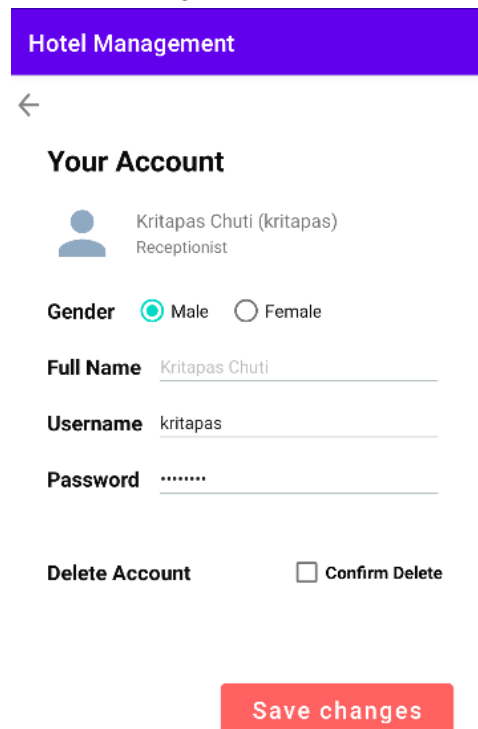 Hotel Management
Your Account
Kritapas Chuti (kritapas)
Receptionist
Gender Male Female
Full Name Kritapas Chuti
Username kritapas
Password ········
Delete Account Confirm Delete
Save changes